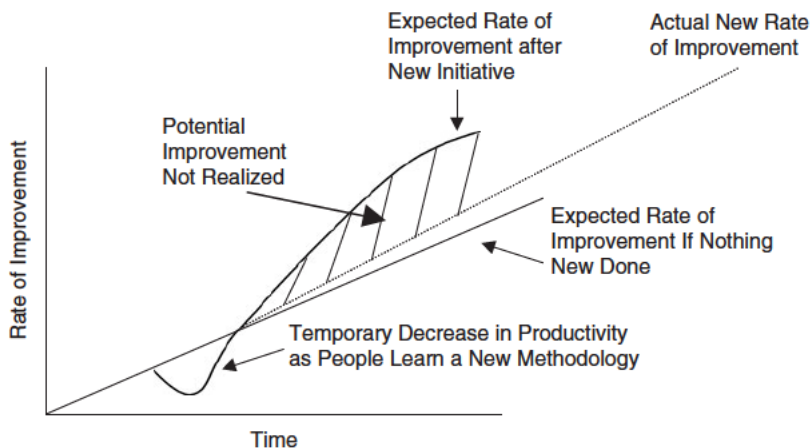 Expected Rate of
Improvement after
New Initiative
Actual New Rate
of Improvement
Potential
Improvement
Not Realized
Rate of Improvement
Expected Rate of
Improvement If Nothing
New Done
Temporary Decrease in Productivity
as People Learn a New Methodology
Time